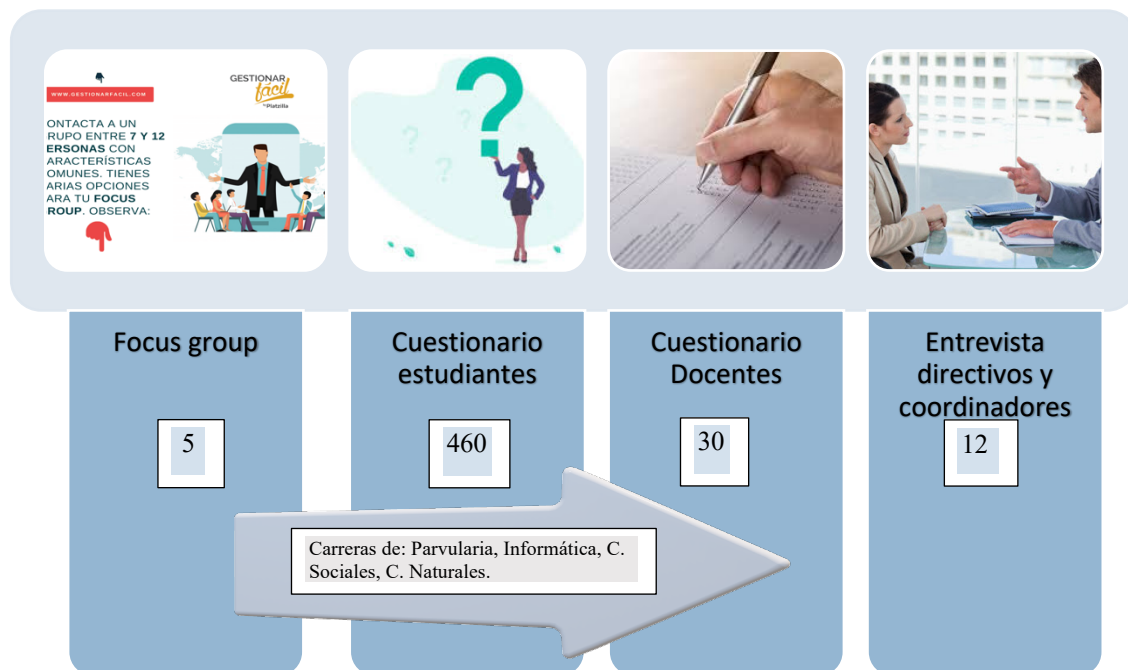 WWW.GESTIONARFACIL.COM
GESTIONAR
fácil
by Platzilla
ONTACTA A UN
RUPO ENTRE 7 Y 12
ERSONAS CON
ARACTERÍSTICAS
OMUNES. TIENES
ARIAS OPCIONES
ARA TU FOCUS
ROUP. OBSERVA:
Focus group
5
Cuestionario
estudiantes
460
Cuestionario
Docentes
30
Entrevista
directivos y
coordinadores
12
Carreras de: Parvularia, Informática, C.
Sociales, C. Naturales.